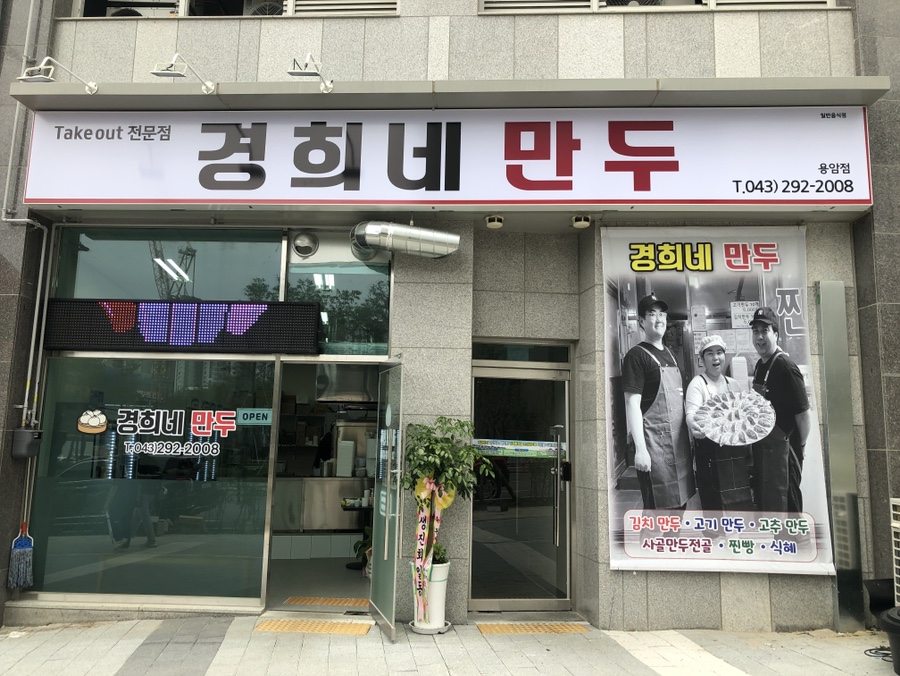 Takeout 전문점
경희네 만두
일반음식점
용암점
T.043) 292-2008
경희네 만두
찐
경희네 만두
OPEN
T.043)292-2008
김치 만두 · 고기 만두 · 고추 만두
사골만두전골 · 찐빵 · 식혜